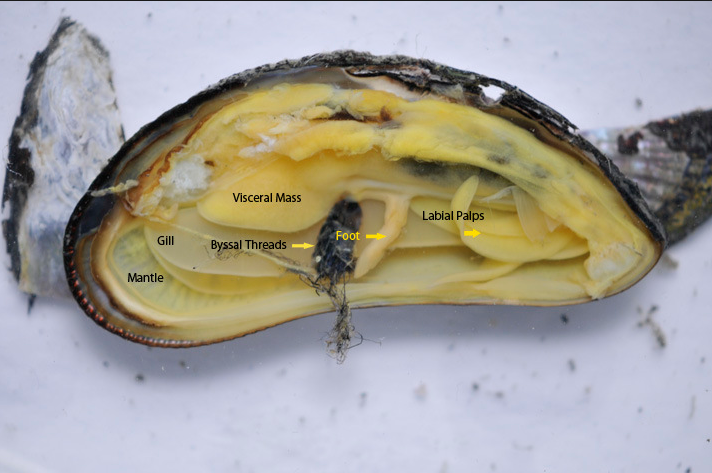 Visceral Mass
Labial Palps
Gill
Byssal Threads
Foot
Mantle